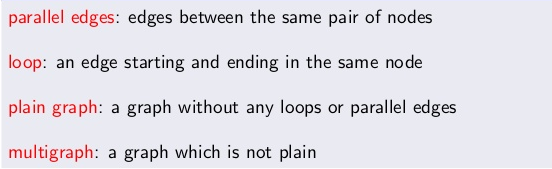 parallel edges: edges between the same pair of nodes
loop: an edge starting and ending in the same node
plain graph: a graph without any loops or parallel edges
multigraph: a graph which is not plain